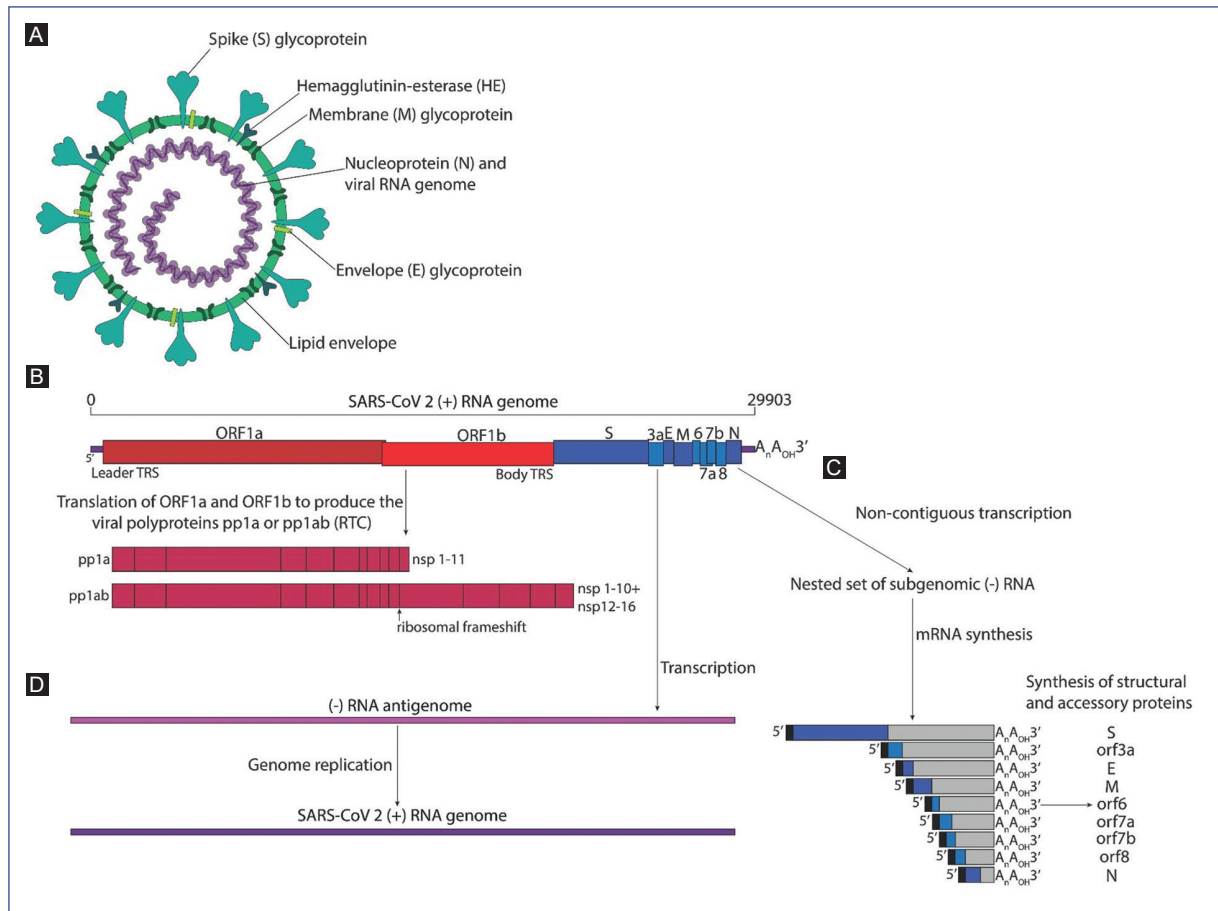 A
Spike (S) glycoprotein
Hemagglutinin-esterase (HE)
Membrane (M) glycoprotein
Nucleoprotein (N) and
viral RNA genome
Envelope (E) glycoprotein
Lipid envelope
B
0
SARS-CoV 2 (+) RNA genome
29903
ORF1a
ORF1b
S
3a
E
M
6
7b
N
5′
AnAOH3′
Leader TRS
Body TRS
7a
8
C
Translation of ORF1a and ORF1b to produce the
viral polyproteins pp1a or pp1ab (RTC)
pp1a
nsp 1-11
pp1ab
nsp 1-10+
nsp12-16
ribosomal frameshift
Non-contiguous transcription
Nested set of subgenomic (-) RNA
mRNA synthesis
Transcription
D
(-) RNA antigenome
Genome replication
SARS-CoV 2 (+) RNA genome
Synthesis of structural
and accessory proteins
5′ AnAOH3′ S
5′ AnAOH3′ orf3a
5′ AnAOH3′ E
5′ AnAOH3′ M
5′ AnAOH3′ orf6
5′ AnAOH3′ orf7a
5′ AnAOH3′ orf7b
5′ AnAOH3′ orf8
5′ AnAOH3′ N